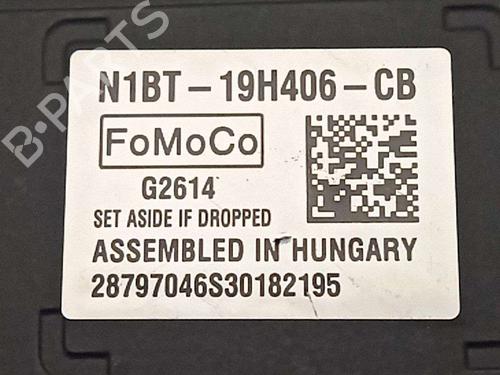 B-PARTS
N1BT-19H406-CB
FoMoCo
G2614
SET ASIDE IF DROPPED
ASSEMBLED IN HUNGARY
28797046S30182195